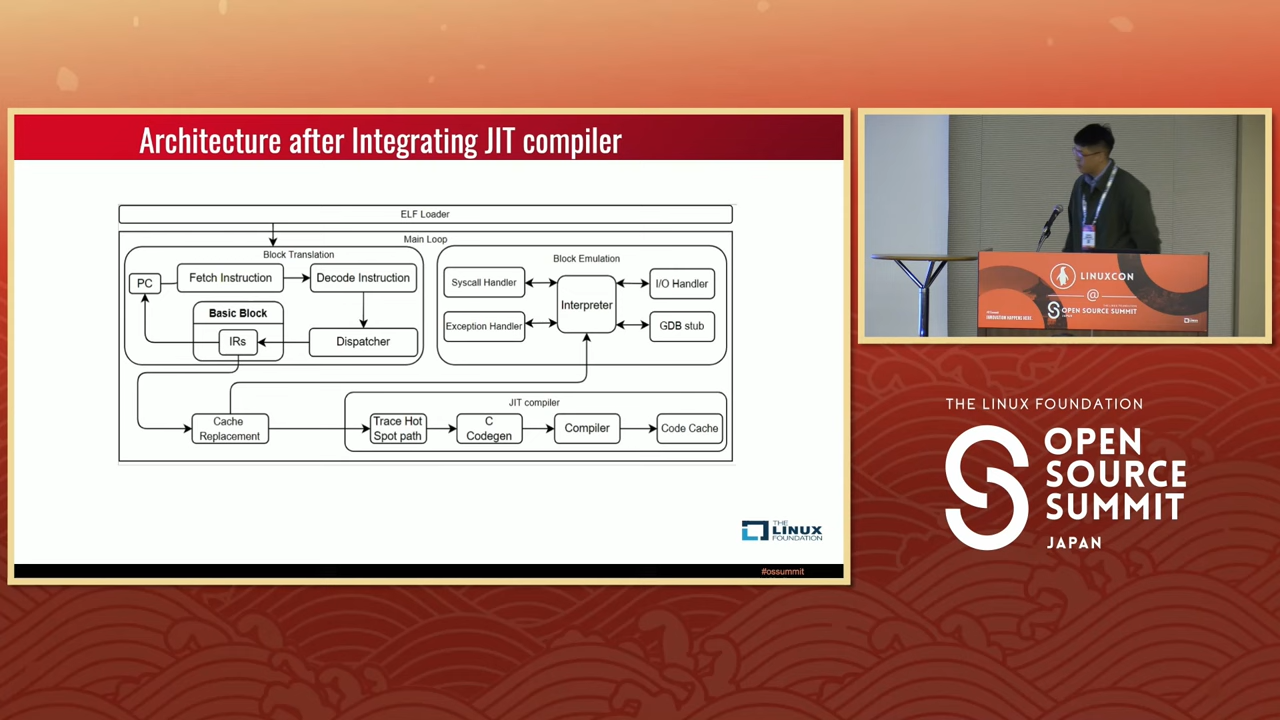 Architecture after Integrating JIT compiler
ELF Loader
Main Loop
Block Translation
PC
Fetch Instruction
Decode Instruction
Basic Block
IRs
Dispatcher
Block Emulation
Syscall Handler
Interpreter
I/O Handler
Exception Handler
GDB stub
Cache
Replacement
JIT compiler
Trace Hot
Spot path
C
Codegen
Compiler
Code Cache
THE
LINUX
FOUNDATION
#ossummit
LINUXCON
@
OPEN SOURCE SUMMIT
INNOVATION HAPPENS HERE
THE LINUX FOUNDATION
OPEN
SOURCE
SUMMIT
JAPAN